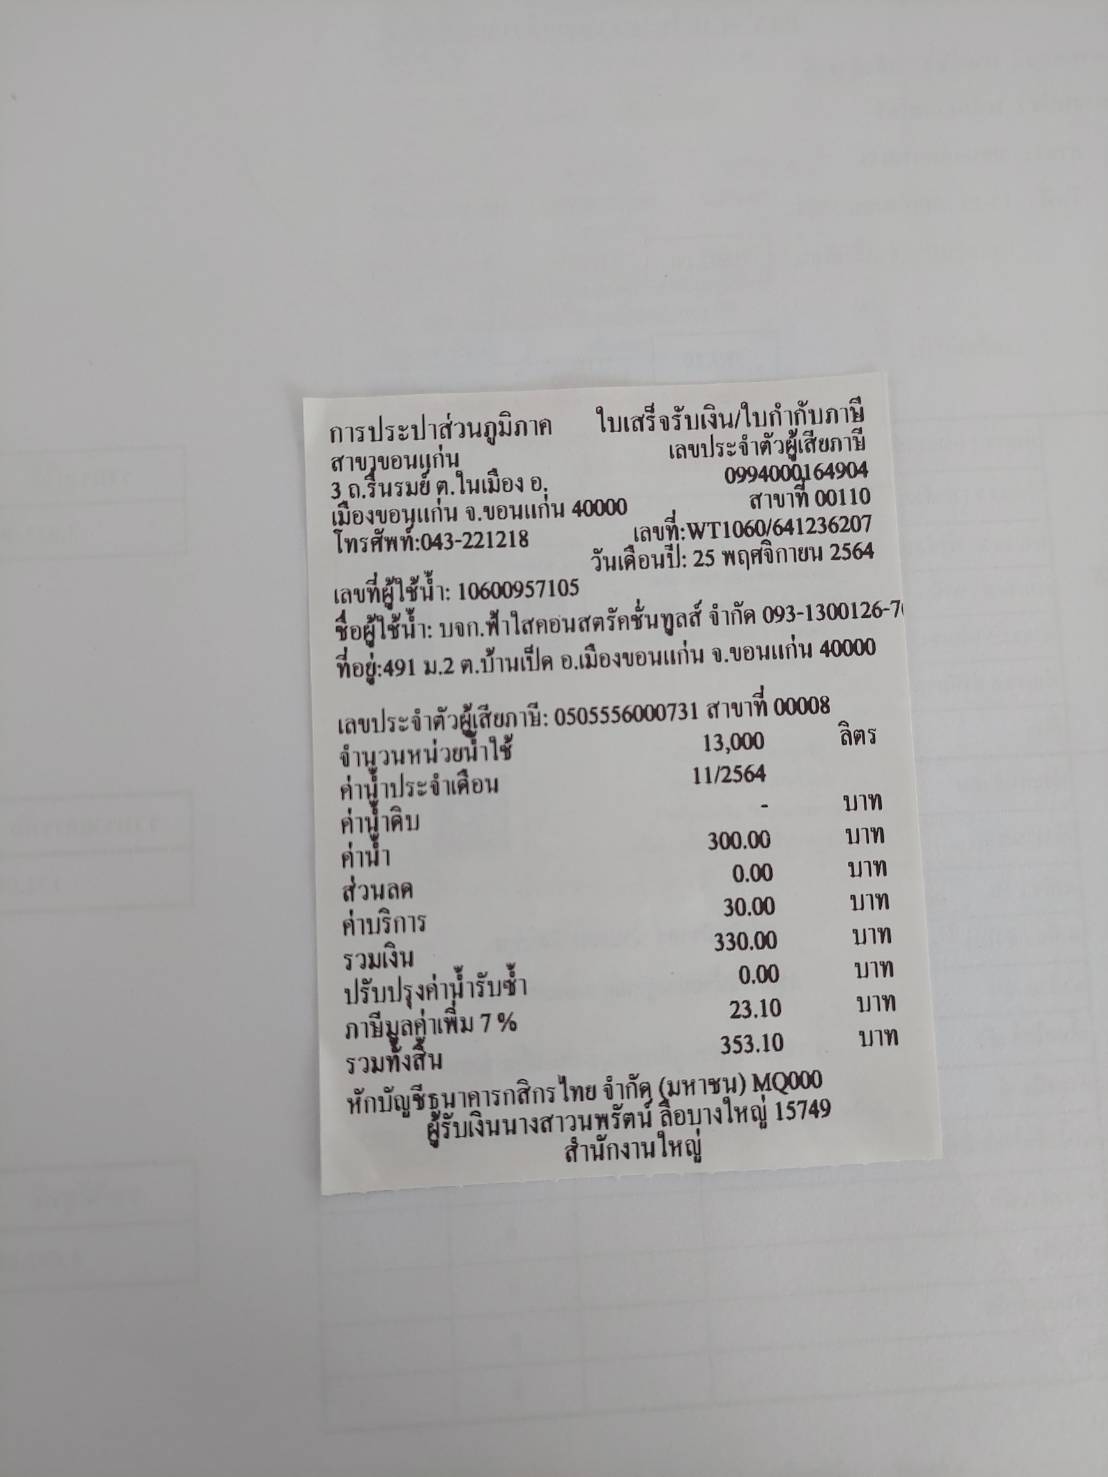 การประปาส่วนภูมิภาค ใบเสร็จรับเงิน/ใบกำกับภาษี
สาขาขอนแก่น เลขประจำตัวผู้เสียภาษี
3 ถ.รื่นรมย์ ต.ในเมือง อ. 0994000164904
เมืองขอนแก่น จ.ขอนแก่น 40000 สาขาที่ 00110
โทรศัพท์:043-221218 เลขที่:WT1060/641236207
วันเดือนปี: 25 พฤศจิกายน 2564
เลขที่ผู้ใช้น้ำ: 10600957105
ชื่อผู้ใช้น้ำ: บจก.ฟ้าใสคอนสตรัคชั่นทูลส์ จำกัด 093-1300126-7
ที่อยู่:491 ม.2 ต.บ้านเป็ด อ.เมืองขอนแก่น จ.ขอนแก่น 40000
เลขประจำตัวผู้เสียภาษี: 0505556000731 สาขาที่ 00008
จำนวนหน่วยน้ำใช้ 13,000 ลิตร
ค่าน้ำประจำเดือน 11/2564
ค่าน้ำดิบ - บาท
ค่าน้ำ 300.00 บาท
ส่วนลด 0.00 บาท
ค่าบริการ 30.00 บาท
รวมเงิน 330.00 บาท
ปรับปรุงค่าน้ำรับซ้ำ 0.00 บาท
ภาษีมูลค่าเพิ่ม 7 % 23.10 บาท
รวมทั้งสิ้น 353.10 บาท
หักบัญชีธนาคารกสิกรไทย จำกัด (มหาชน) MQ000
ผู้รับเงินนางสาวนพรัตน์ ลือบางใหญ่ 15749
สำนักงานใหญ่